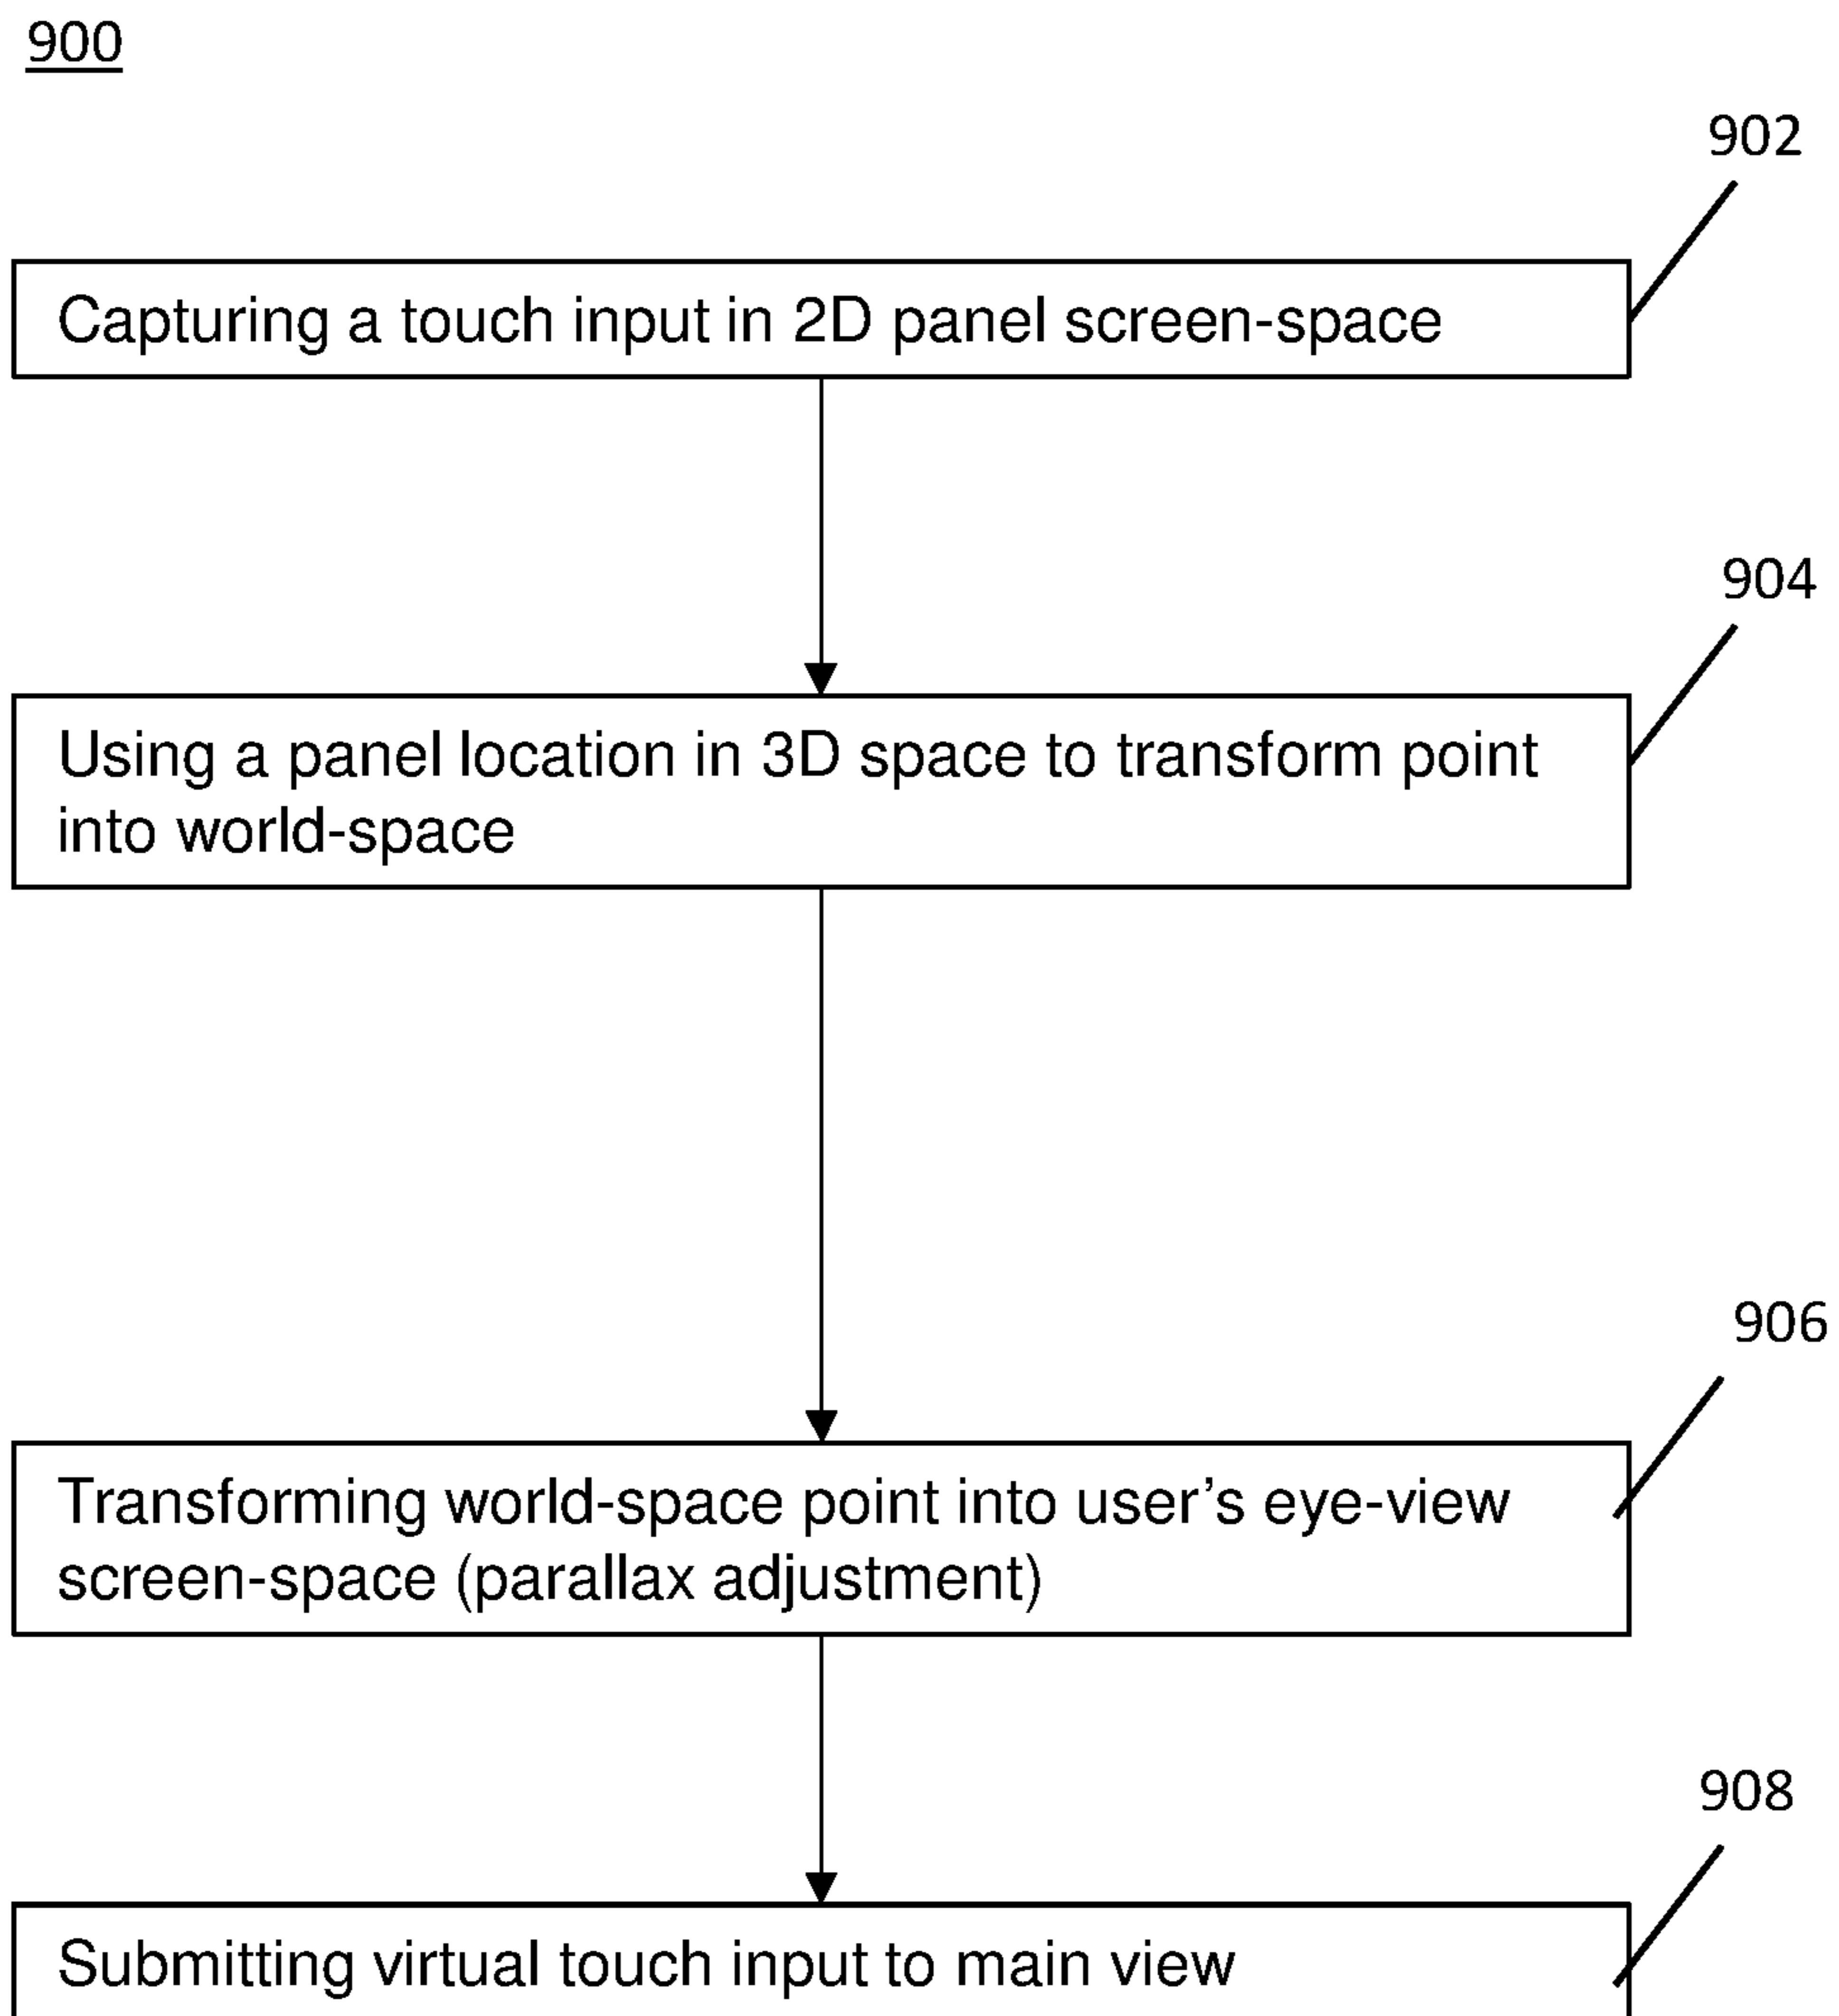 900
902
Capturing a touch input in 2D panel screen-space
904
Using a panel location in 3D space to transform point
into world-space
906
Transforming world-space point into user’s eye-view
screen-space (parallax adjustment)
908
Submitting virtual touch input to main view